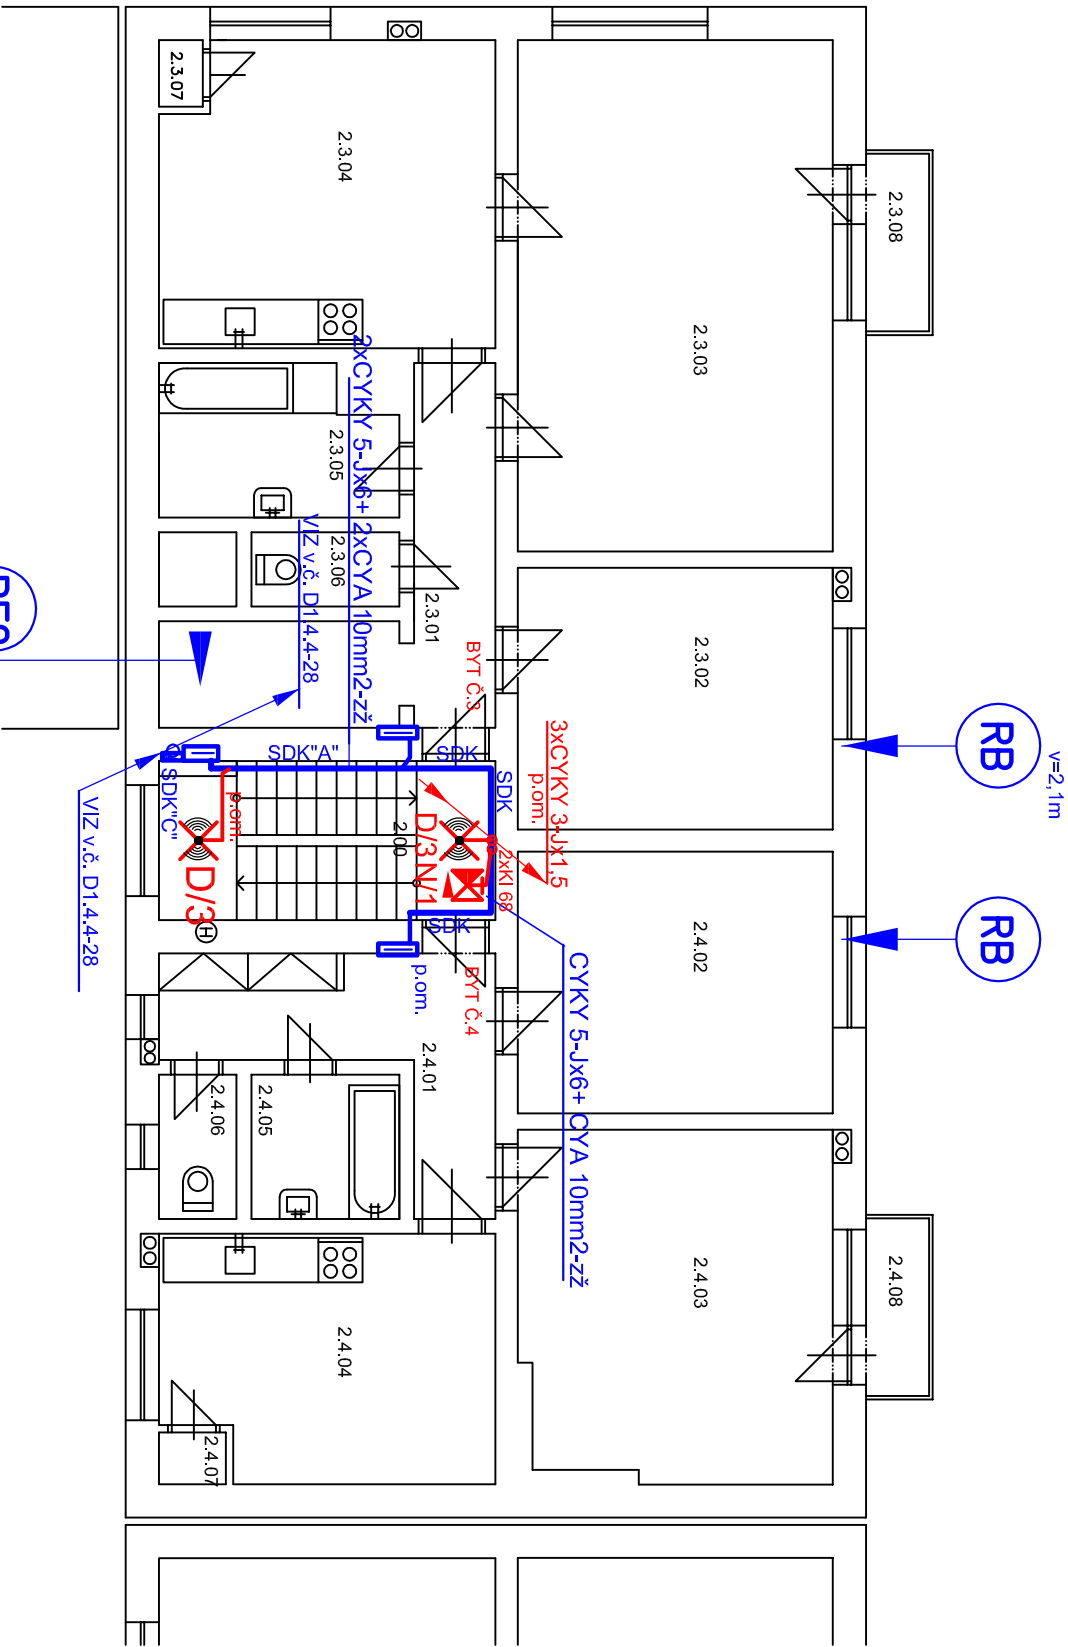 2.3.07
2.3.04
2.3.08
2.3.03
2xCYKY 5-Jx6+ 2xCYA 10mm2-zž
2.3.05
2.3.06
VIZ v.č. D1.4.4-28
2.3.01
BYT Č.3
2.3.02
RB
v=2,1m
3xCYKY 3-Jx1,5
p.om.
SDK"A"
SDK
SDK
SDK"C"
p.om.
2.00
D/3
N/1
2xKI 68
D/3
H
SDK
VIZ v.č. D1.4.4-28
p.om.
BYT Č.4
CYKY 5-Jx6+ CYA 10mm2-zž
2.4.02
RB
2.4.01
2.4.06
2.4.05
2.4.03
2.4.08
2.4.04
2.4.07